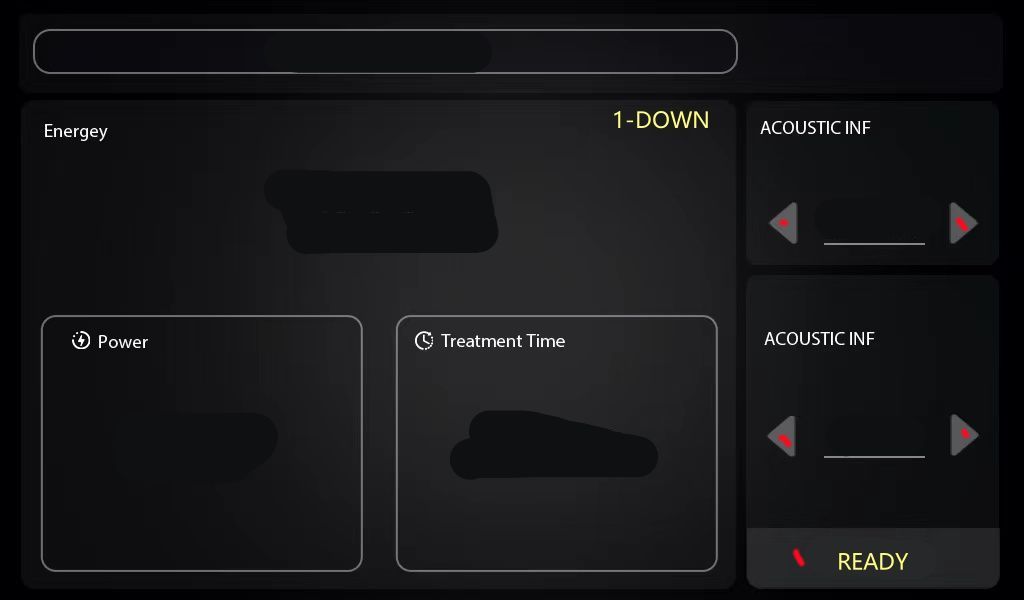 Energey
1-DOWN
ACOUSTIC INF
Power
Treatment Time
ACOUSTIC INF
READY